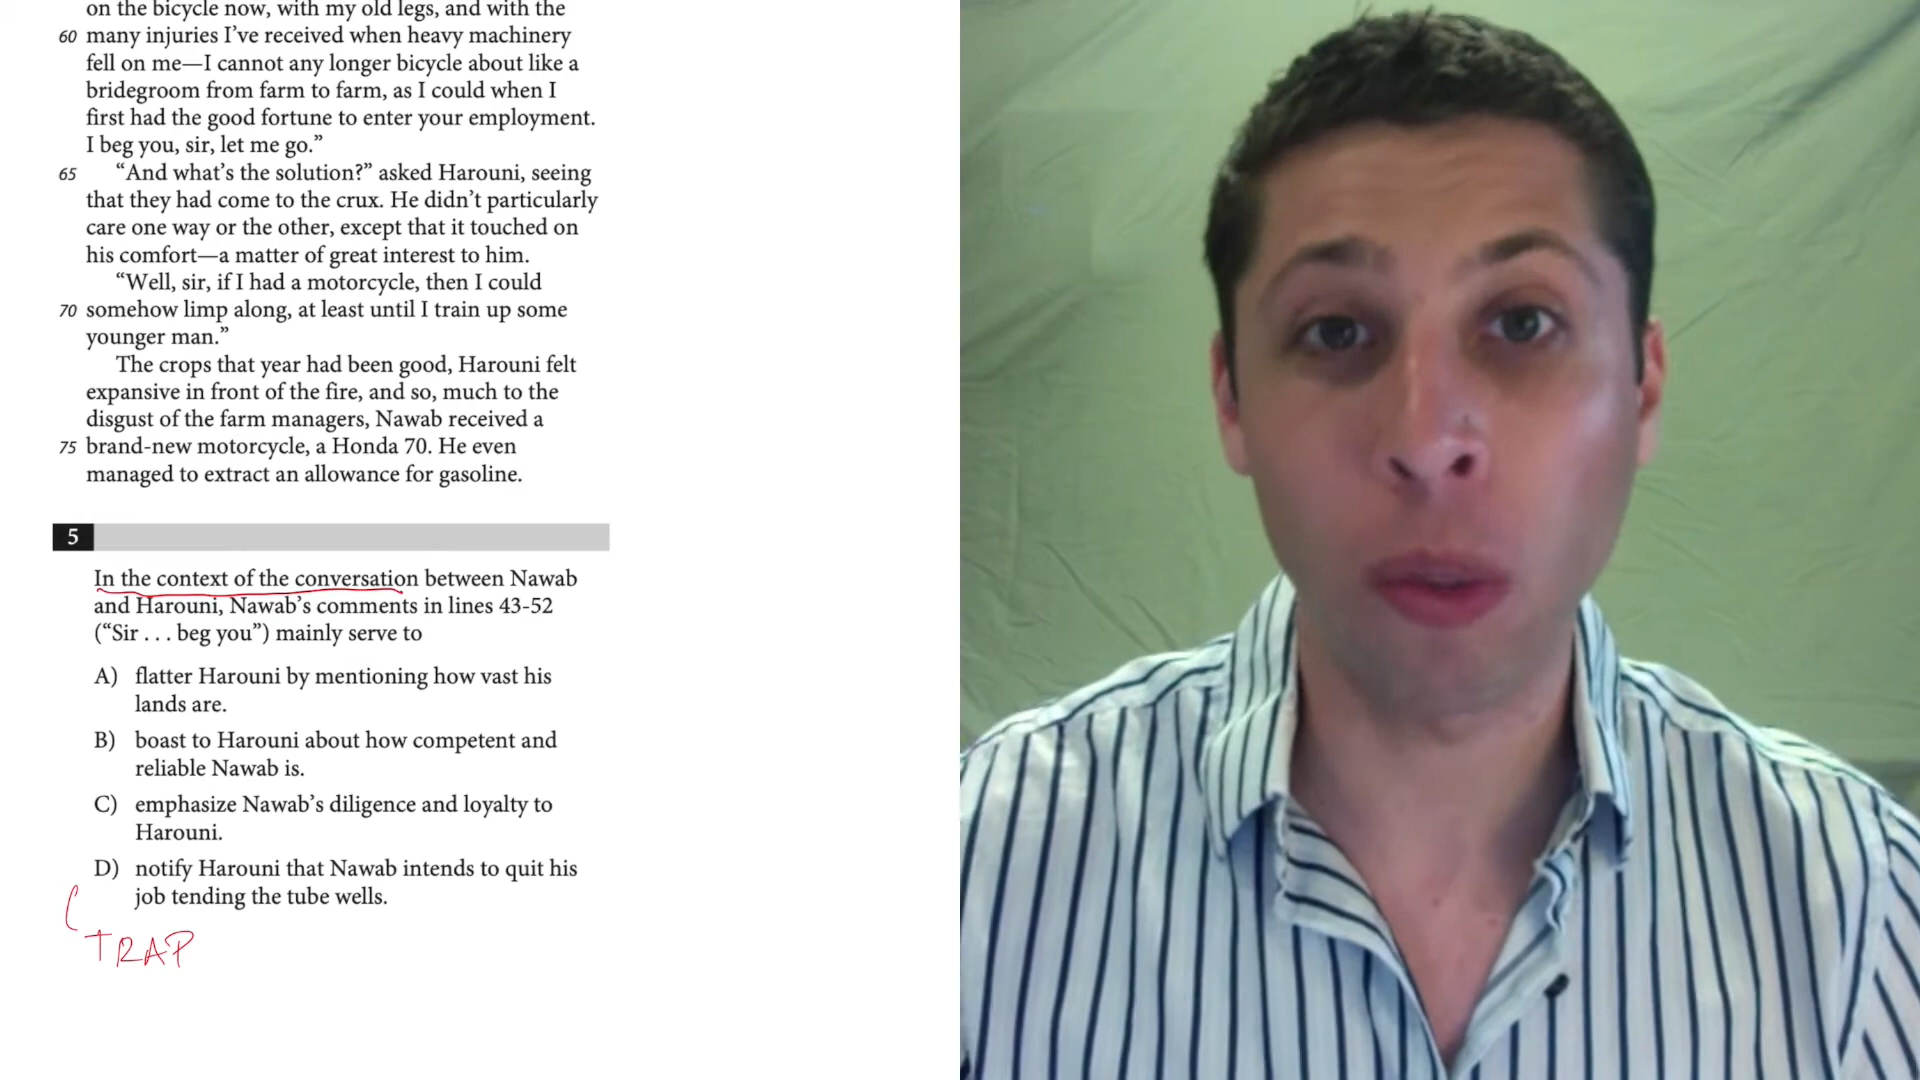 on the bicycle now, with my old legs, and with the
60 many injuries I've received when heavy machinery
fell on me—I cannot any longer bicycle about like a
bridegroom from farm to farm, as I could when I
first had the good fortune to enter your employment.
I beg you, sir, let me go.”
65 “And what's the solution?” asked Harouni, seeing
that they had come to the crux. He didn't particularly
care one way or the other, except that it touched on
his comfort—a matter of great interest to him.
“Well, sir, if I had a motorcycle, then I could
70 somehow limp along, at least until I train up some
younger man.”
The crops that year had been good, Harouni felt
expansive in front of the fire, and so, much to the
disgust of the farm managers, Nawab received a
75 brand-new motorcycle, a Honda 70. He even
managed to extract an allowance for gasoline.
5
In the context of the conversation between Nawab
and Harouni, Nawab's comments in lines 43-52
(“Sir . . . beg you”) mainly serve to
A) flatter Harouni by mentioning how vast his
lands are.
B) boast to Harouni about how competent and
reliable Nawab is.
C) emphasize Nawab's diligence and loyalty to
Harouni.
D) notify Harouni that Nawab intends to quit his
job tending the tube wells.
TRAP